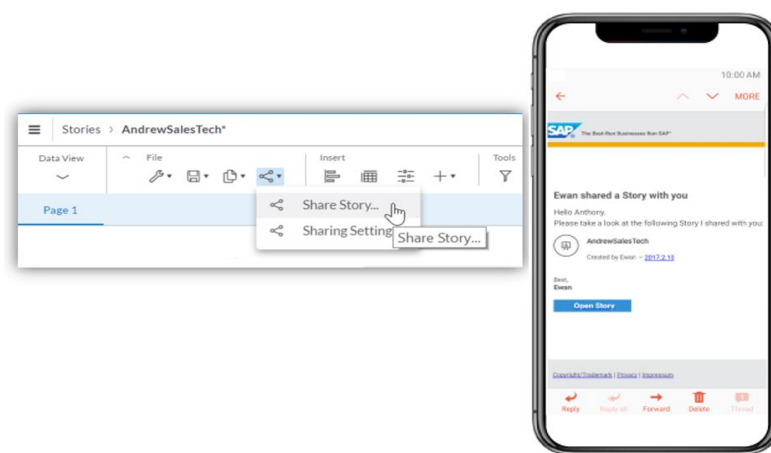 Stories > AndrewSalesTech*
Data View
File
Insert
Tools
Page 1
Share Story...
Sharing Setting
Share Story...
10:00 AM
MORE
SAP The Best-Run Businesses Run SAP®
Ewan shared a Story with you
Hello Anthony.
Please take a look at the following Story I shared with you:
AndrewSalesTech
Created by Ewan – 2017.2.10
Best,
Ewan
Open Story
Copyright/Trademark | Privacy | Impressum
Reply
Reply all
Forward
Delete
Thread